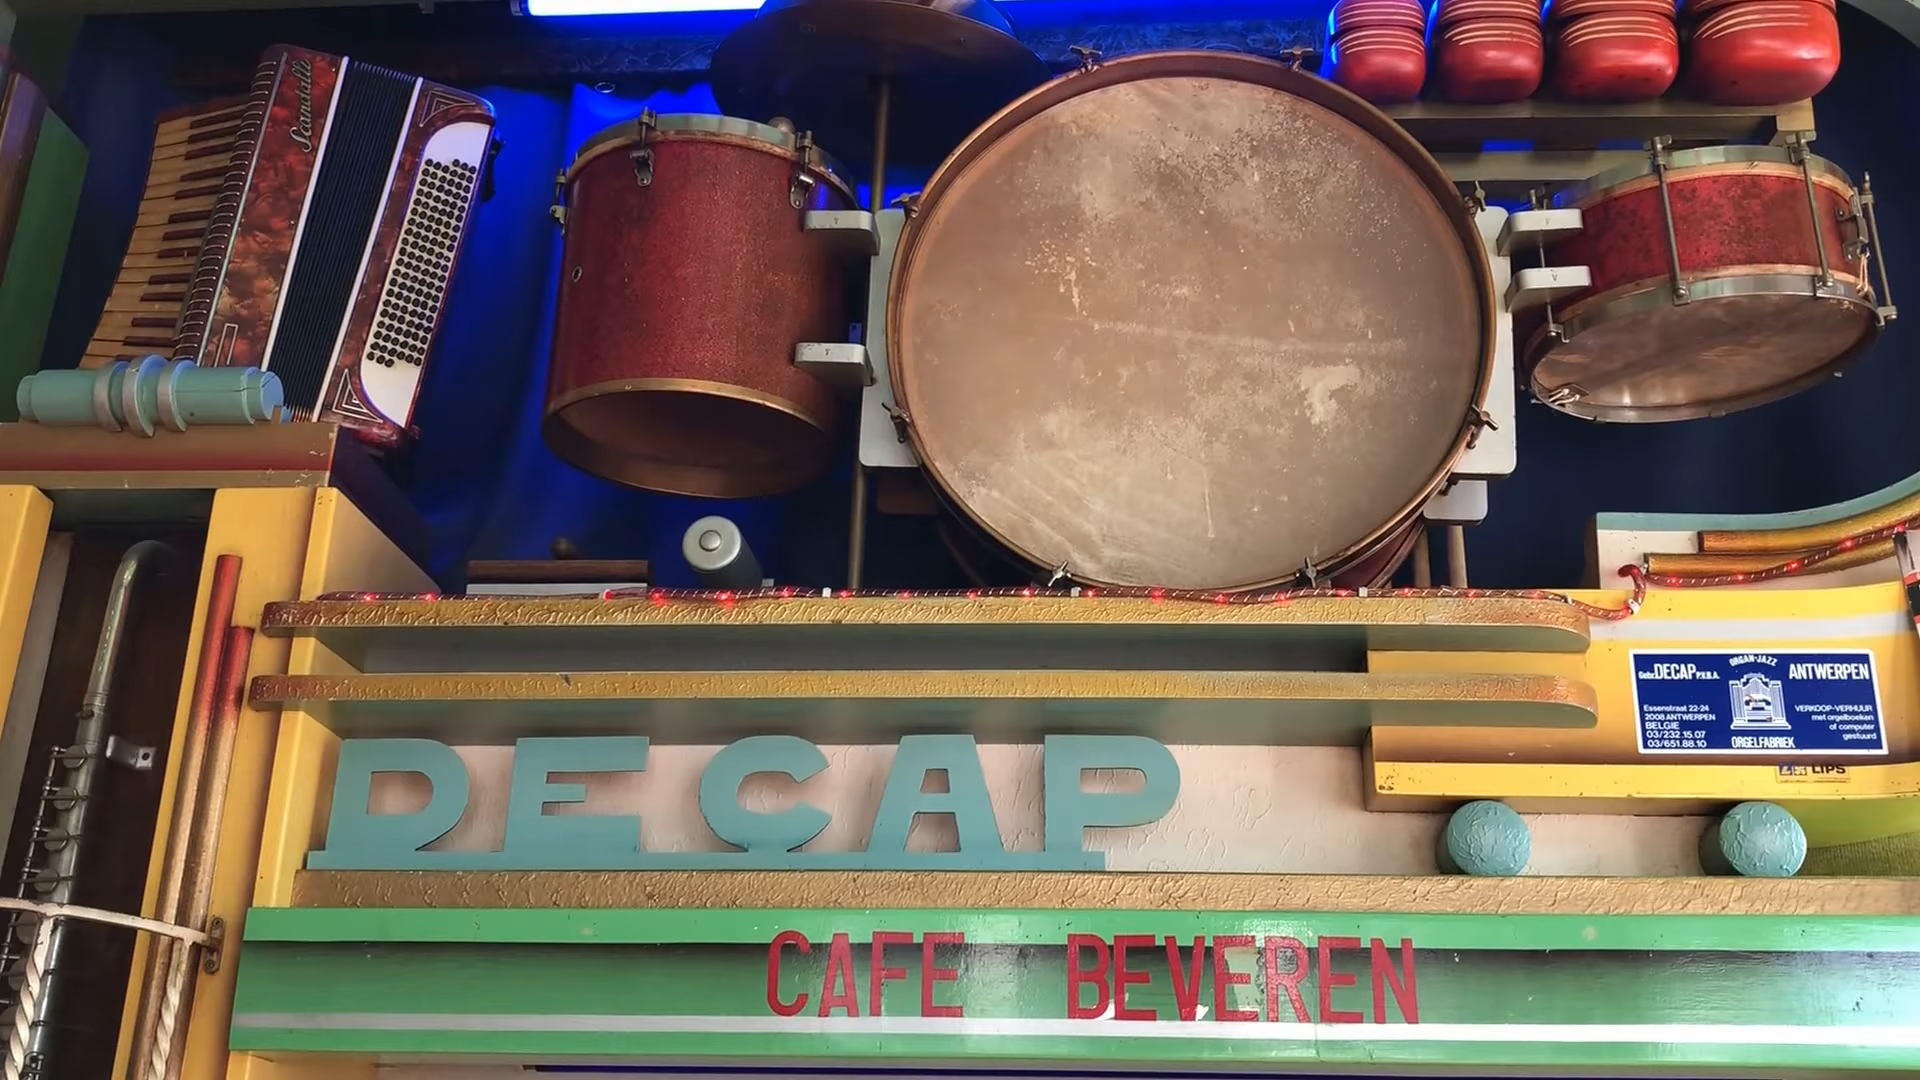 Scandalli
DECAP
CAFE BEVEREN
ORGAN-JAZZ
Gebr. DECAP P.V.B.A. ANTWERPEN
Essenstraat 22-24
2008 ANTWERPEN
BELGIE
03/232.15.07
03/651.88.10
VERKOOP-VERHUUR
met orgelboeken
of computer
gestuurd
ORGELFABRIEK
LIPS